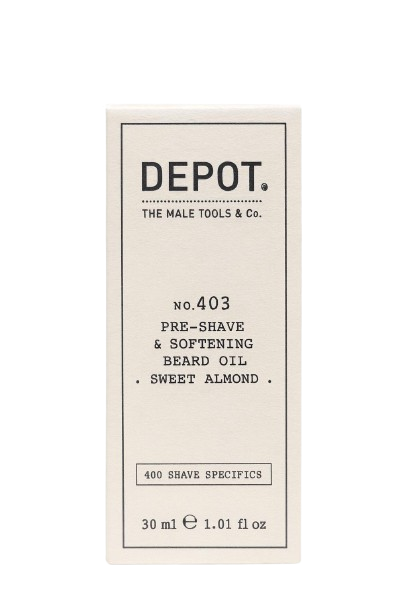 DEPOT.®
THE MALE TOOLS & Co.
NO.403
PRE-SHAVE
& SOFTENING
BEARD OIL
. SWEET ALMOND .
400 SHAVE SPECIFICS
30 ml ℮ 1.01 fl oz